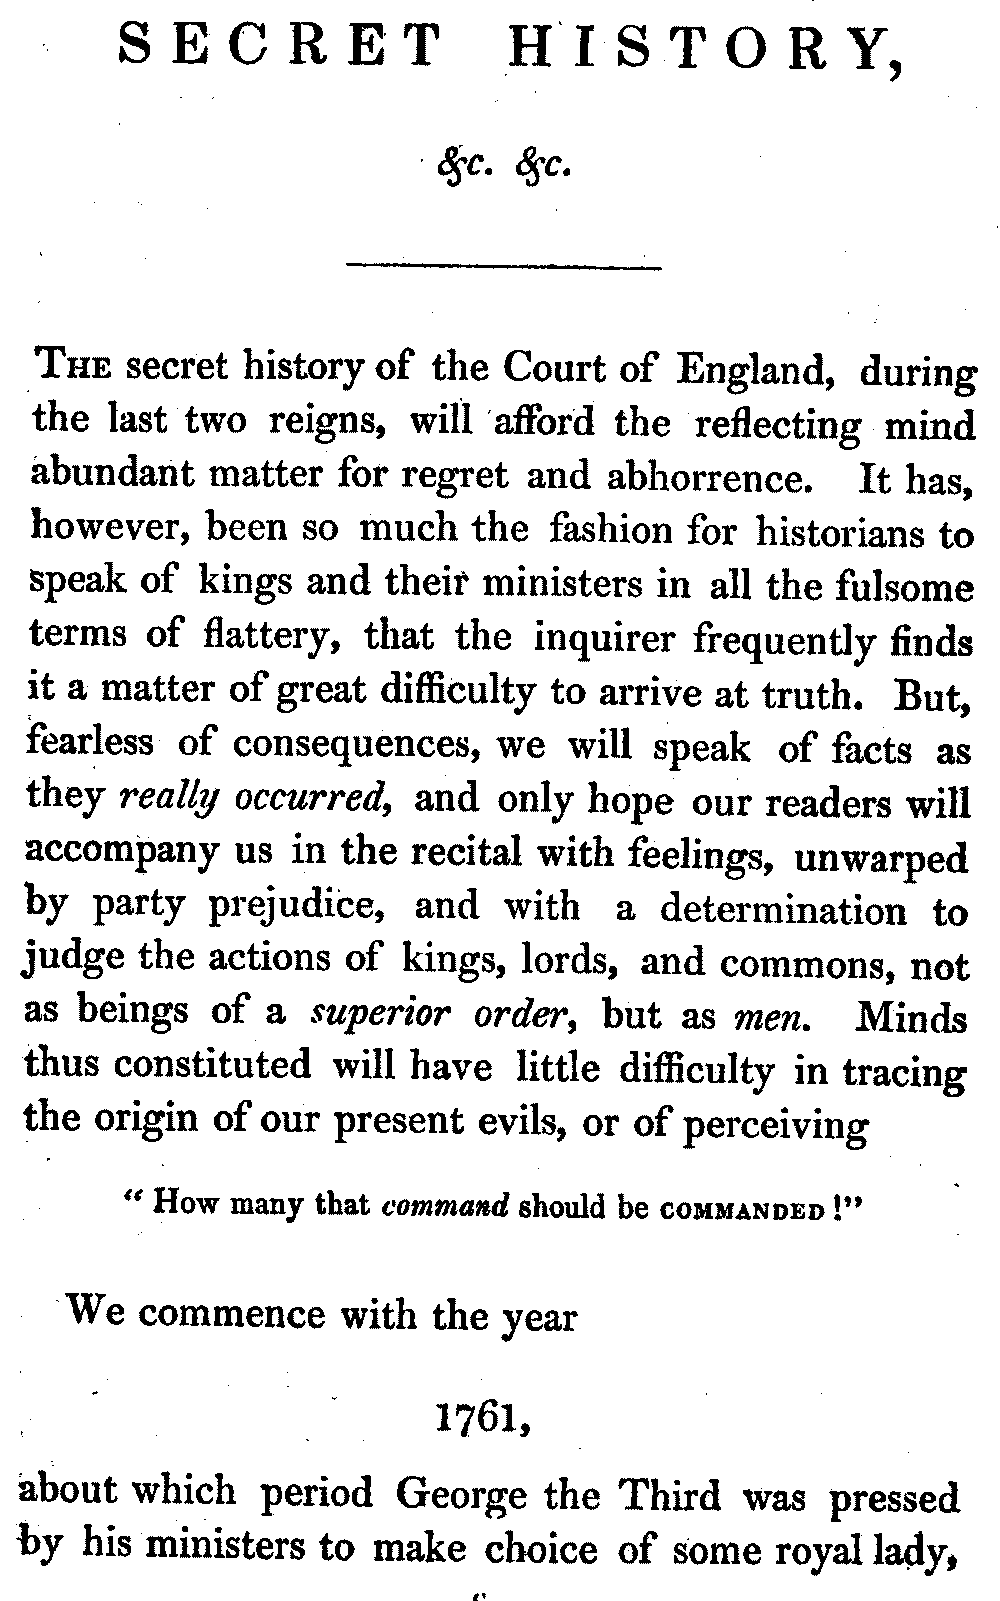 SECRET HISTORY,
&c. &c.
THE secret history of the Court of England, during
the last two reigns, will afford the reflecting mind
abundant matter for regret and abhorrence. It has,
however, been so much the fashion for historians to
speak of kings and their ministers in all the fulsome
terms of flattery, that the inquirer frequently finds
it a matter of great difficulty to arrive at truth. But,
fearless of consequences, we will speak of facts as
they really occurred, and only hope our readers will
accompany us in the recital with feelings, unwarped
by party prejudice, and with a determination to
judge the actions of kings, lords, and commons, not
as beings of a superior order, but as men. Minds
thus constituted will have little difficulty in tracing
the origin of our present evils, or of perceiving
“ How many that command should be COMMANDED !”
We commence with the year
1761,
about which period George the Third was pressed
by his ministers to make choice of some royal lady,